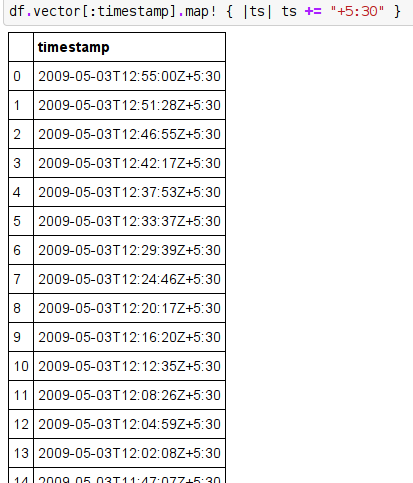 df.vector[:timestamp].map! { |ts| ts += "+5:30" }
timestamp
0 2009-05-03T12:55:00Z+5:30
1 2009-05-03T12:51:28Z+5:30
2 2009-05-03T12:46:55Z+5:30
3 2009-05-03T12:42:17Z+5:30
4 2009-05-03T12:37:53Z+5:30
5 2009-05-03T12:33:37Z+5:30
6 2009-05-03T12:29:39Z+5:30
7 2009-05-03T12:24:46Z+5:30
8 2009-05-03T12:20:17Z+5:30
9 2009-05-03T12:16:20Z+5:30
10 2009-05-03T12:12:35Z+5:30
11 2009-05-03T12:08:26Z+5:30
12 2009-05-03T12:04:59Z+5:30
13 2009-05-03T12:02:08Z+5:30
14 2009-05-03T11:47:07Z+5:30